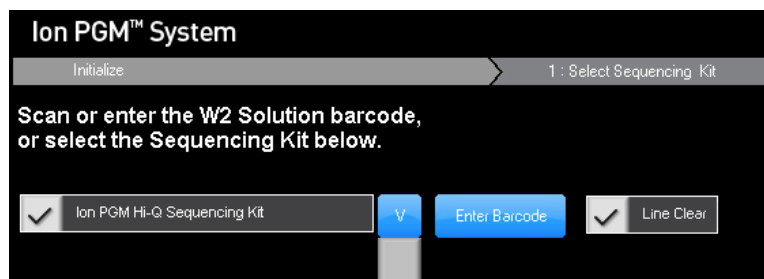 Ion PGM™ System
Initialize
1 : Select Sequencing Kit
Scan or enter the W2 Solution barcode,
or select the Sequencing Kit below.
Ion PGM Hi-Q Sequencing Kit
V
Enter Barcode
Line Clear